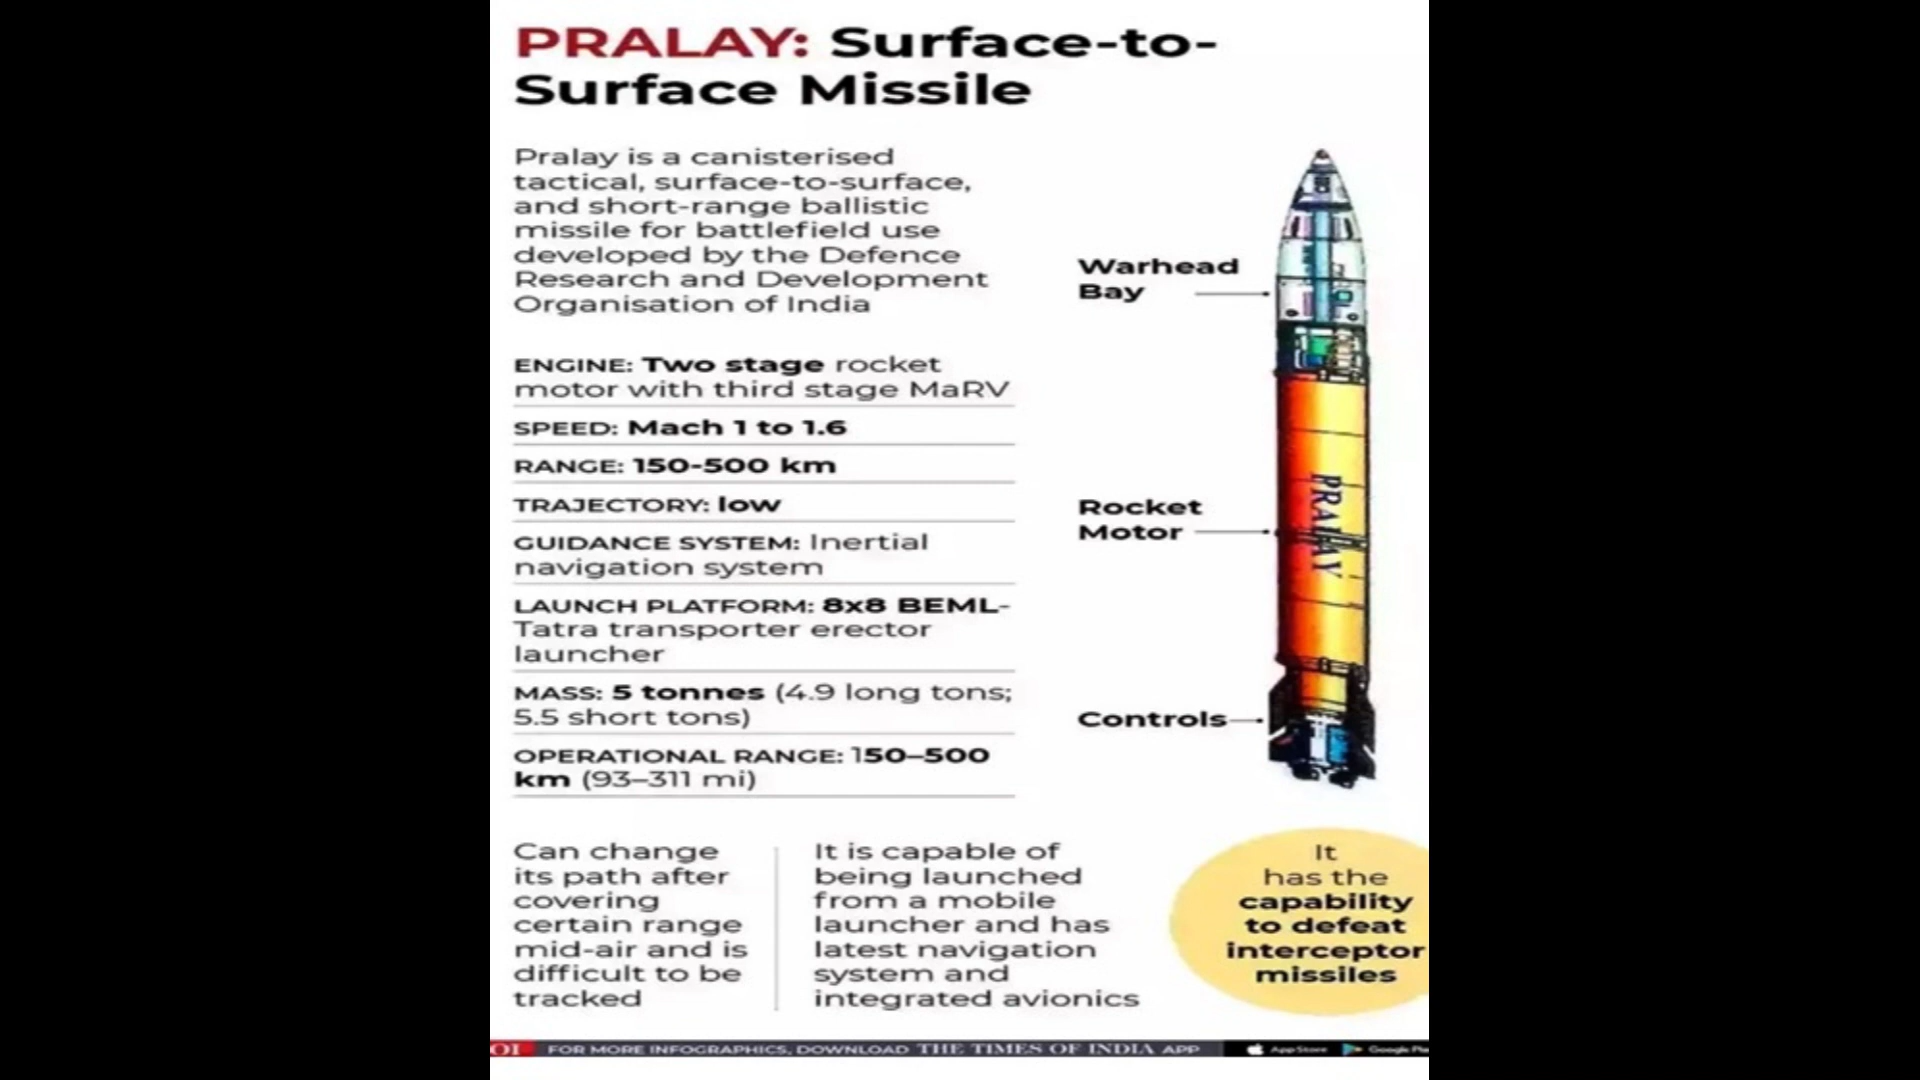 PRALAY: Surface-to-
Surface Missile
Pralay is a canisterised
tactical, surface-to-surface,
and short-range ballistic
missile for battlefield use
developed by the Defence
Research and Development
Organisation of India
ENGINE: Two stage rocket
motor with third stage MaRV
SPEED: Mach 1 to 1.6
RANGE: 150-500 km
TRAJECTORY: low
GUIDANCE SYSTEM: Inertial
navigation system
LAUNCH PLATFORM: 8x8 BEML-
Tatra transporter erector
launcher
MASS: 5 tonnes (4.9 long tons;
5.5 short tons)
OPERATIONAL RANGE: 150–500
km (93–311 mi)
Warhead
Bay
Rocket
Motor
Controls
PRALAY
Can change
its path after
covering
certain range
mid-air and is
difficult to be
tracked
It is capable of
being launched
from a mobile
launcher and has
latest navigation
system and
integrated avionics
It
has the
capability
to defeat
interceptor
missiles
OI FOR MORE INFOGRAPHICS, DOWNLOAD THE TIMES OF INDIA APP App Store Google